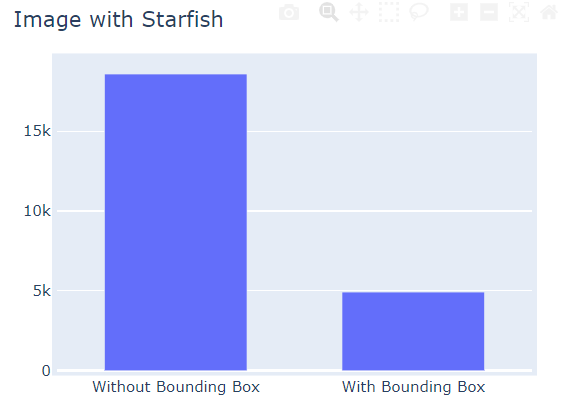 Image with Starfish
15k
10k
5k
0
Without Bounding Box
With Bounding Box